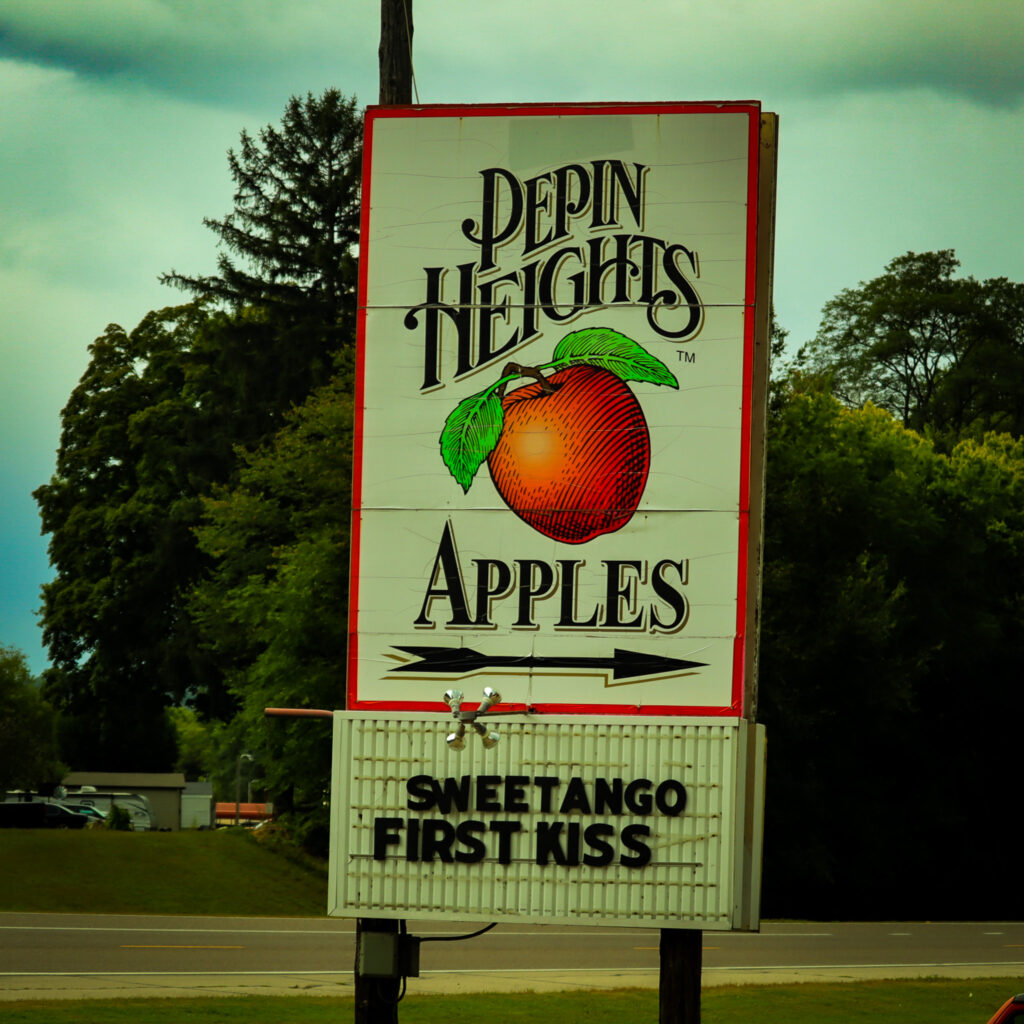 PEPIN
HEIGHTS
TM
APPLES
SWEETANGO
FIRST KISS